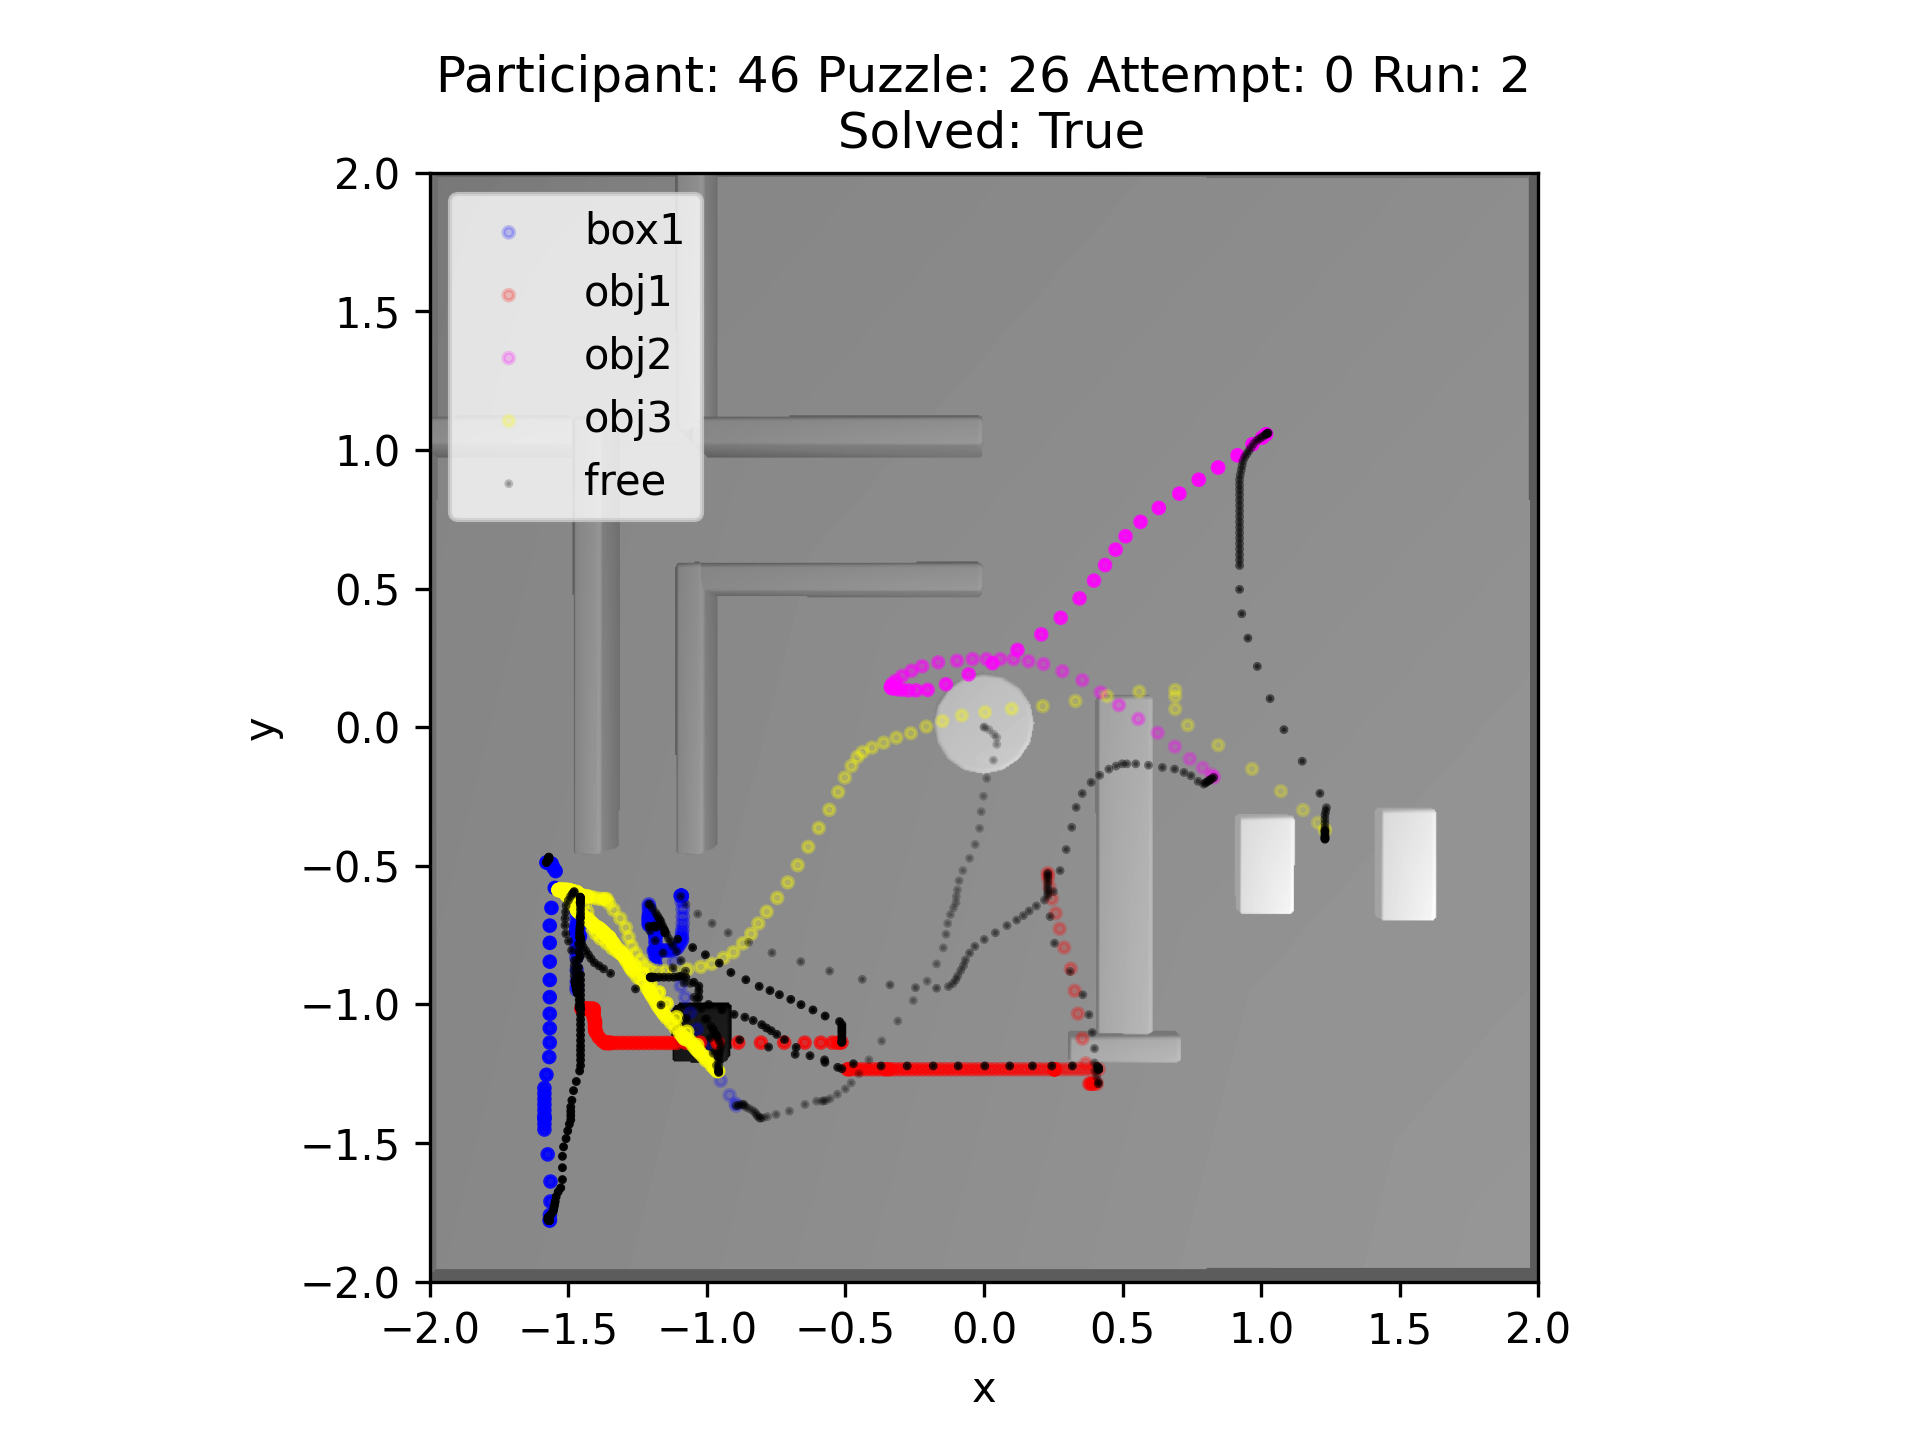 Participant: 46 Puzzle: 26 Attempt: 0 Run: 2
Solved: True
box1
obj1
obj2
obj3
free
2.0
1.5
1.0
0.5
0.0
−0.5
−1.0
−1.5
−2.0
y
−2.0 −1.5 −1.0 −0.5 0.0 0.5 1.0 1.5 2.0
x